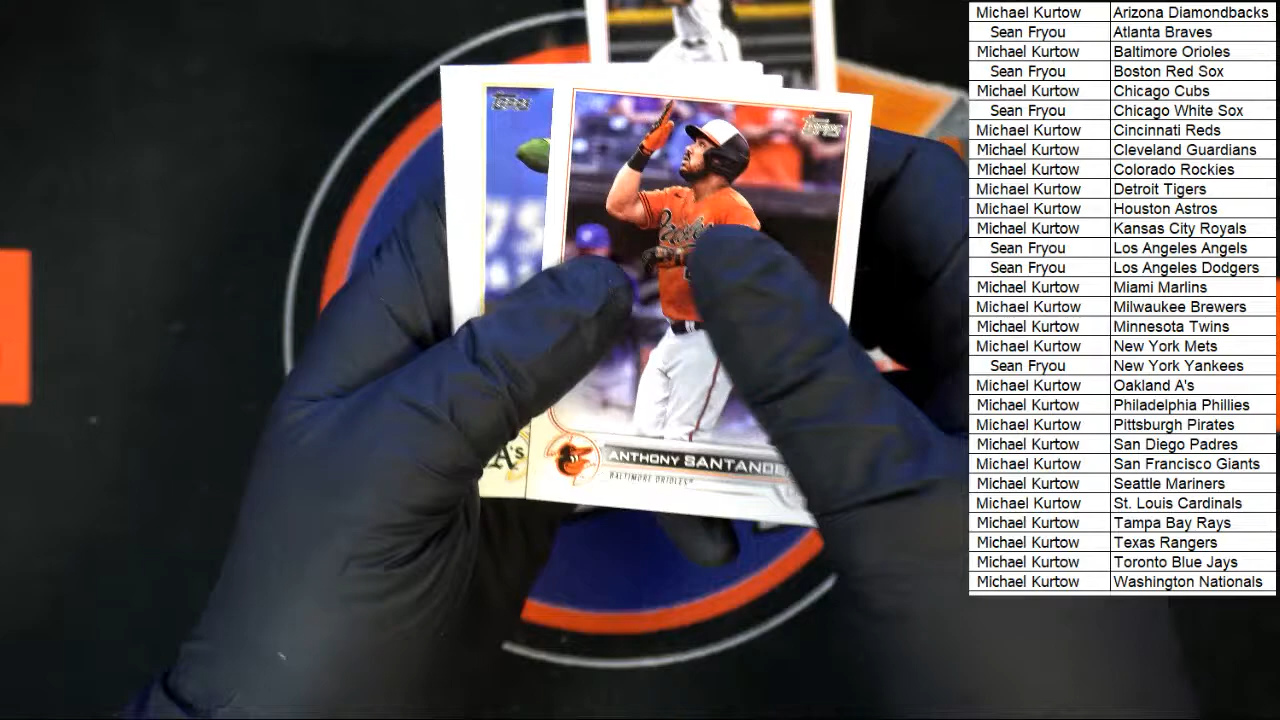 Topps
Topps
A's
ANTHONY SANTANDE
BALTIMORE ORIOLES
Michael Kurtow Arizona Diamondbacks
Sean Fryou Atlanta Braves
Michael Kurtow Baltimore Orioles
Sean Fryou Boston Red Sox
Michael Kurtow Chicago Cubs
Sean Fryou Chicago White Sox
Michael Kurtow Cincinnati Reds
Michael Kurtow Cleveland Guardians
Michael Kurtow Colorado Rockies
Michael Kurtow Detroit Tigers
Michael Kurtow Houston Astros
Michael Kurtow Kansas City Royals
Sean Fryou Los Angeles Angels
Sean Fryou Los Angeles Dodgers
Michael Kurtow Miami Marlins
Michael Kurtow Milwaukee Brewers
Michael Kurtow Minnesota Twins
Michael Kurtow New York Mets
Sean Fryou New York Yankees
Michael Kurtow Oakland A's
Michael Kurtow Philadelphia Phillies
Michael Kurtow Pittsburgh Pirates
Michael Kurtow San Diego Padres
Michael Kurtow San Francisco Giants
Michael Kurtow Seattle Mariners
Michael Kurtow St. Louis Cardinals
Michael Kurtow Tampa Bay Rays
Michael Kurtow Texas Rangers
Michael Kurtow Toronto Blue Jays
Michael Kurtow Washington Nationals